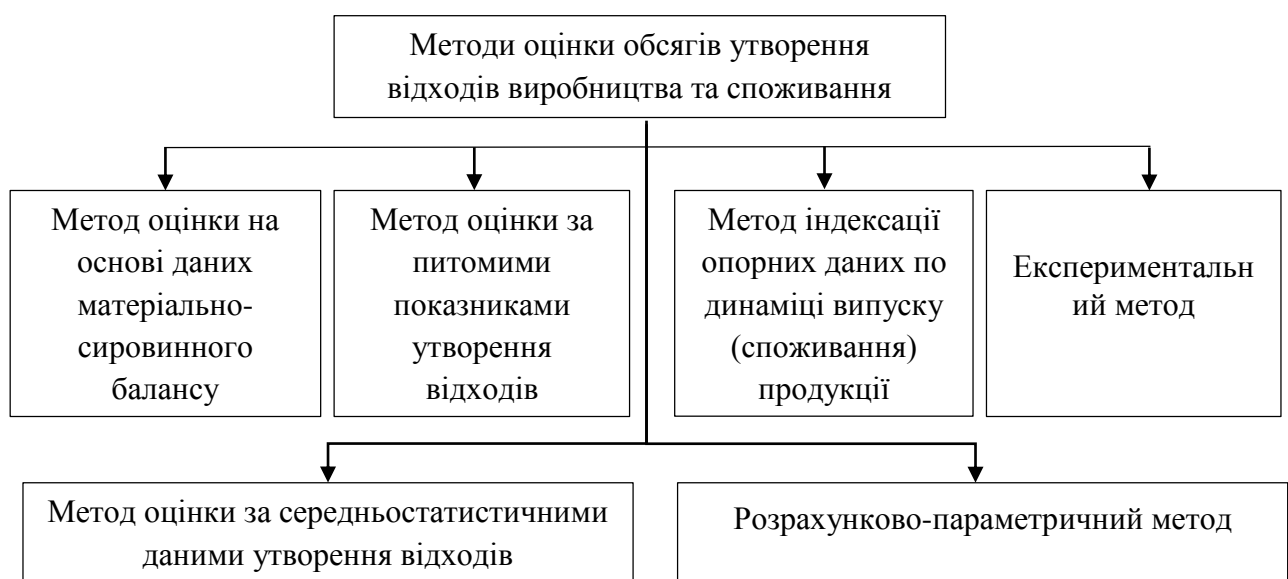 Методи оцінки обсягів утворення
відходів виробництва та споживання
Метод оцінки на
основі даних
матеріально-
сировинного
балансу
Метод оцінки за
питомими
показниками
утворення
відходів
Метод індексації
опорних даних по
динаміці випуску
(споживання)
продукції
Експериментальн
ий метод
Метод оцінки за середньостатистичними
даними утворення відходів
Розрахунково-параметричний метод